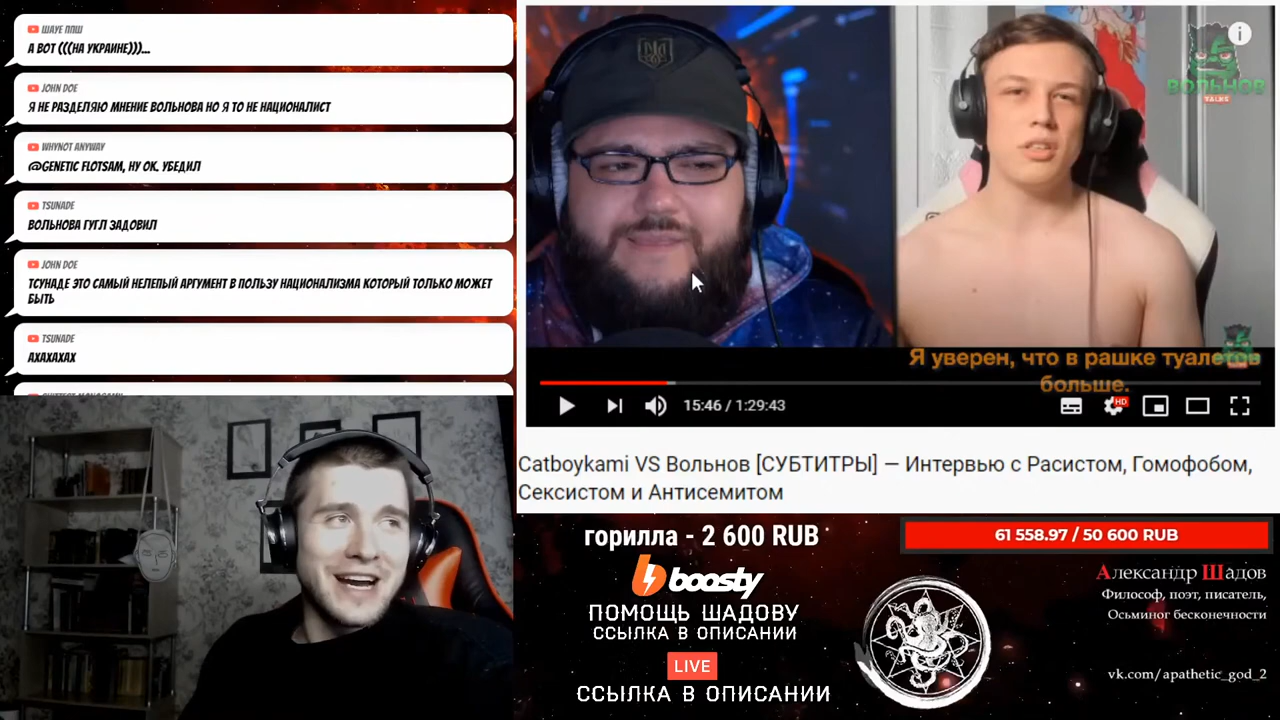 ШАУЕ ППШ
А ВОТ (((НА УКРАИНЕ)))...
JOHN DOE
Я НЕ РАЗДЕЛЯЮ МНЕНИЕ ВОЛЬНОВА НО Я ТО НЕ НАЦИОНАЛИСТ
WHYNOT ANYWAY
@GENETIC FLOTSAM, НУ ОК. УБЕДИЛ
TSUNADE
ВОЛЬНОВА ГУГЛ ЗАДОВИЛ
JOHN DOE
ТСУНАДЕ ЭТО САМЫЙ НЕЛЕПЫЙ АРГУМЕНТ В ПОЛЬЗУ НАЦИОНАЛИЗМА КОТОРЫЙ ТОЛЬКО МОЖЕТ
БЫТЬ
TSUNADE
АХАХАХАХ
ВОЛЬНОВ
TALKS
Я уверен, что в рашке туалетов
больше.
15:46 / 1:29:43
HD
Catboykami VS Вольнов [СУБТИТРЫ] — Интервью с Расистом, Гомофобом,
Сексистом и Антисемитом
горилла - 2 600 RUB
boosty
ПОМОЩЬ ШАДОВУ
ССЫЛКА В ОПИСАНИИ
LIVE
ССЫЛКА В ОПИСАНИИ
61 558.97 / 50 600 RUB
Александр Шадов
Философ, поэт, писатель,
Осьминог бесконечности
vk.com/apathetic_god_2